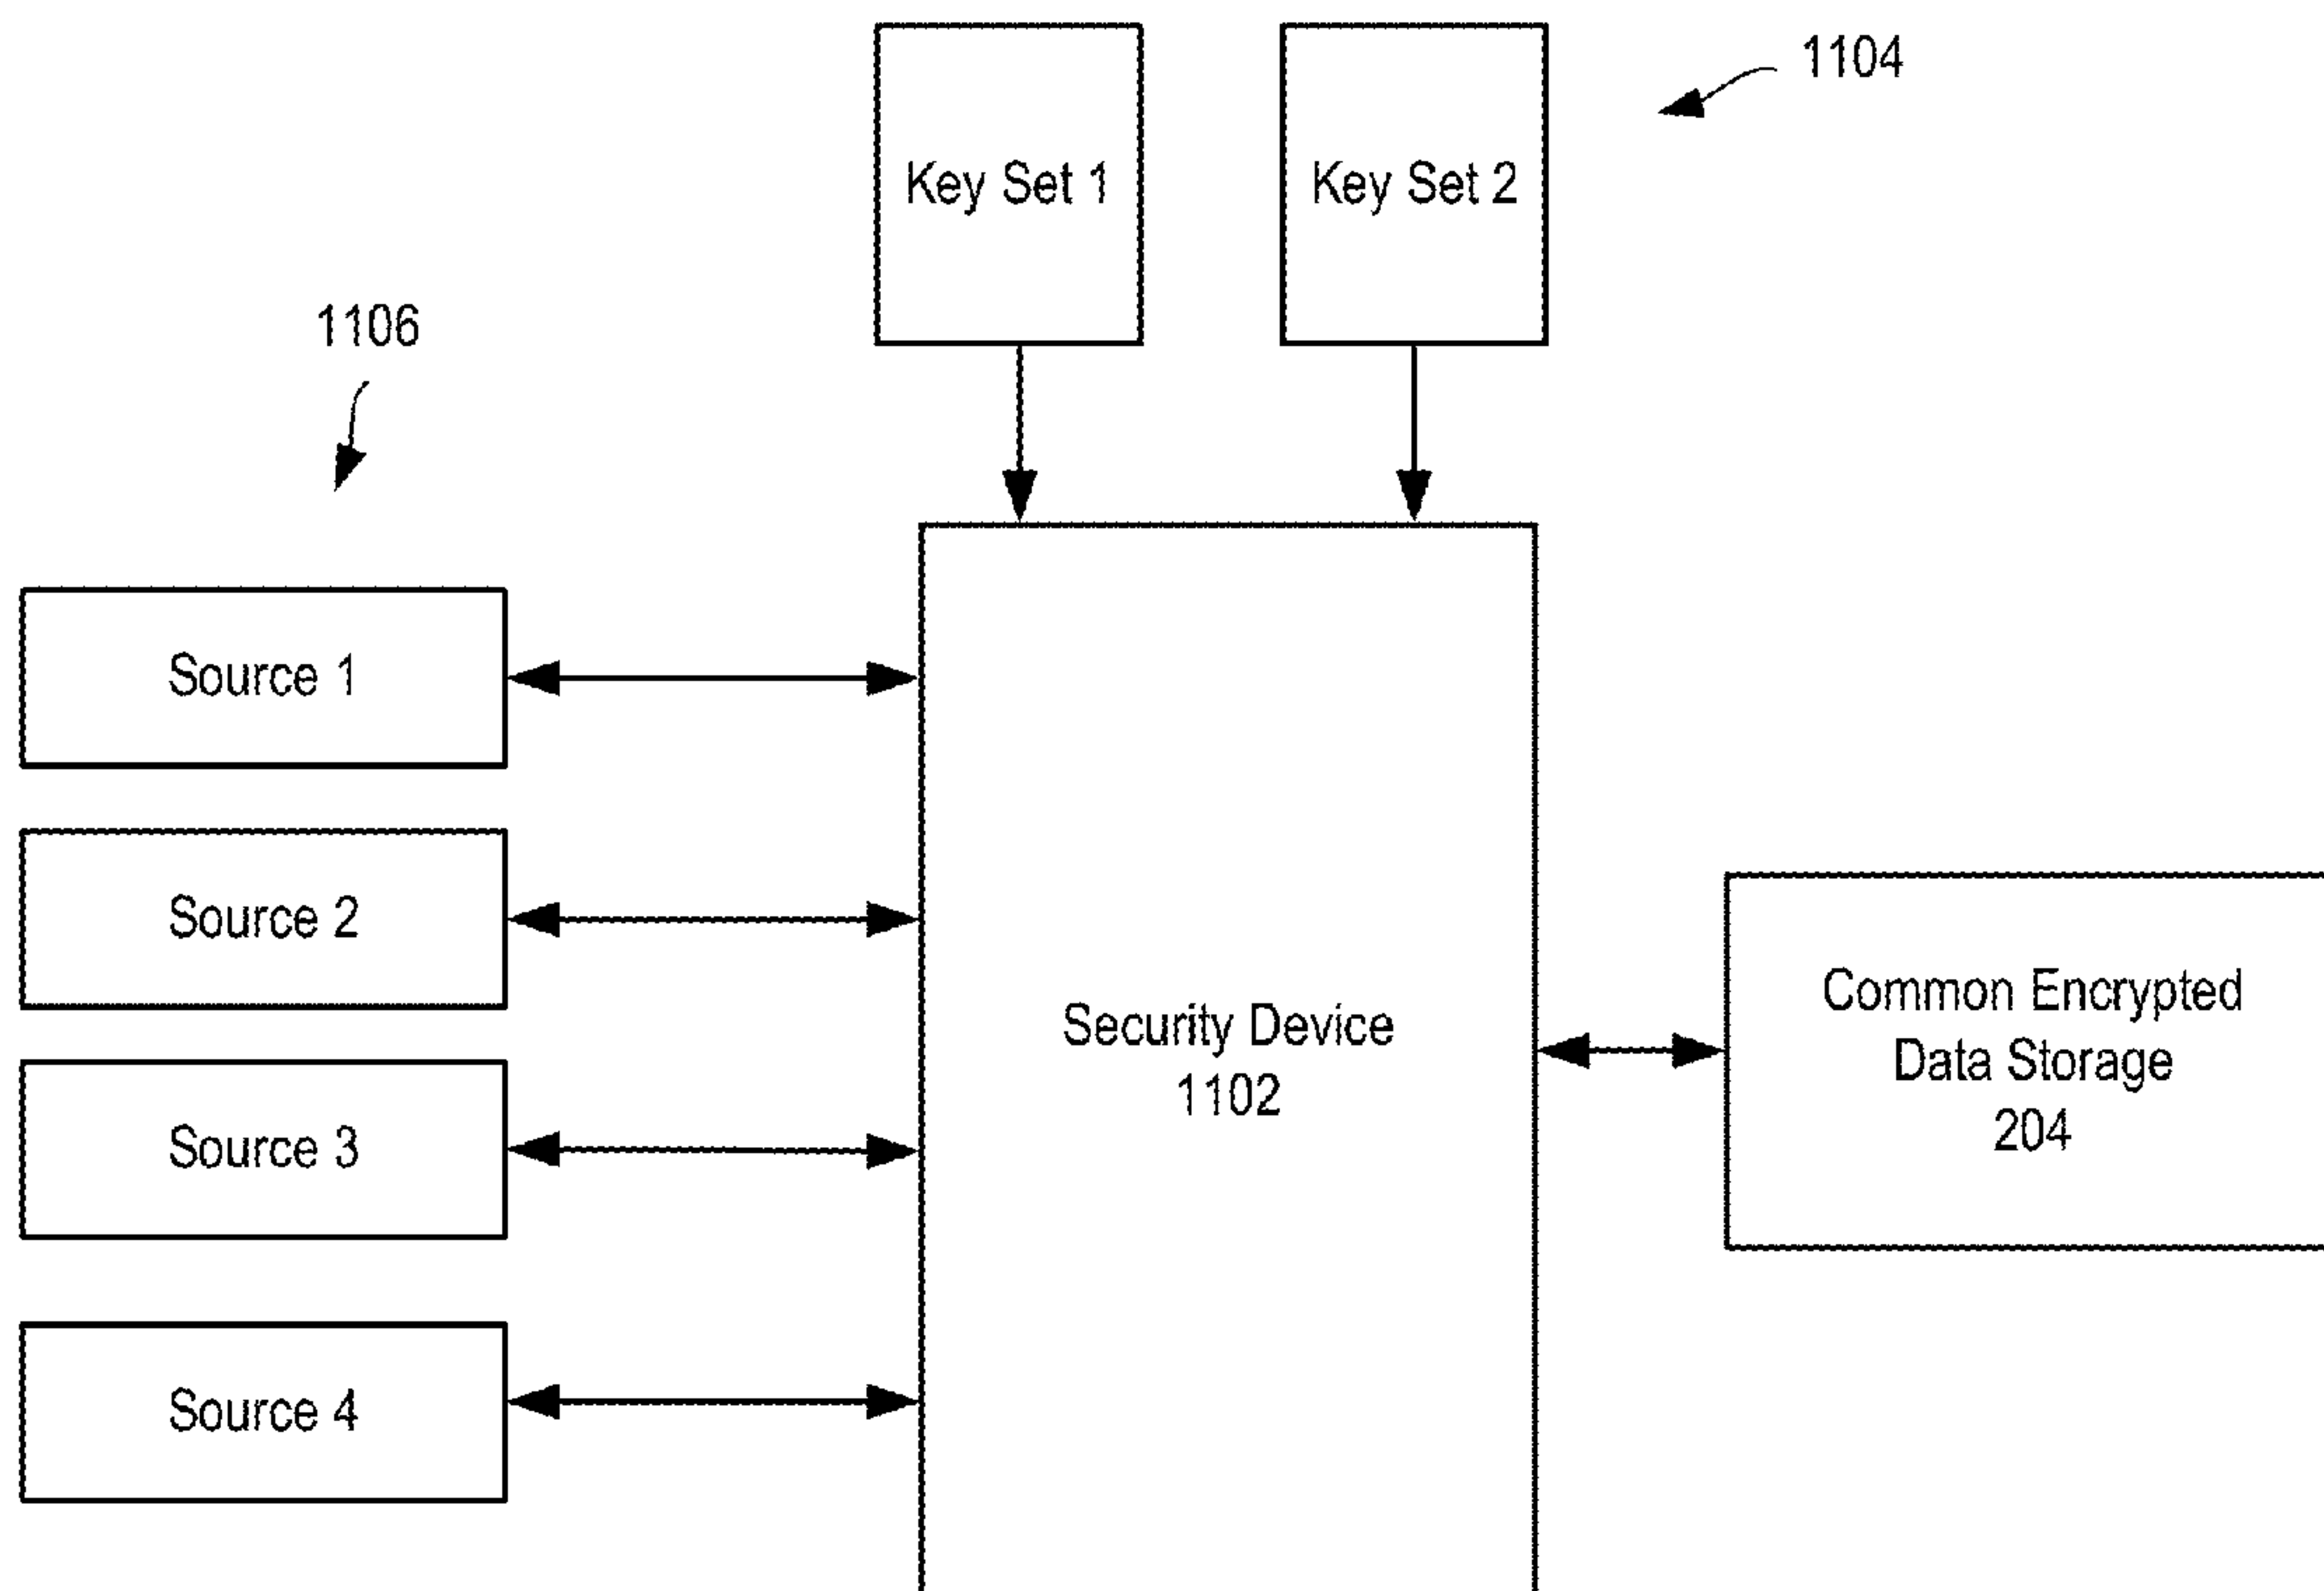 Key Set 1
Key Set 2
1104
1106
Source 1
Source 2
Source 3
Source 4
Security Device
1102
Common Encrypted
Data Storage
204